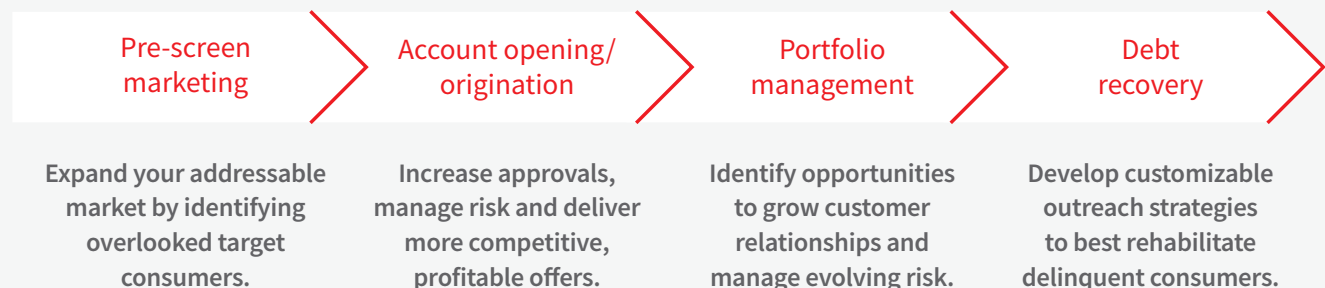 Pre-screen
marketing
Account opening/
origination
Portfolio
management
Debt
recovery
Expand your addressable
market by identifying
overlooked target
consumers.
Increase approvals,
manage risk and deliver
more competitive,
profitable offers.
Identify opportunities
to grow customer
relationships and
manage evolving risk.
Develop customizable
outreach strategies
to best rehabilitate
delinquent consumers.